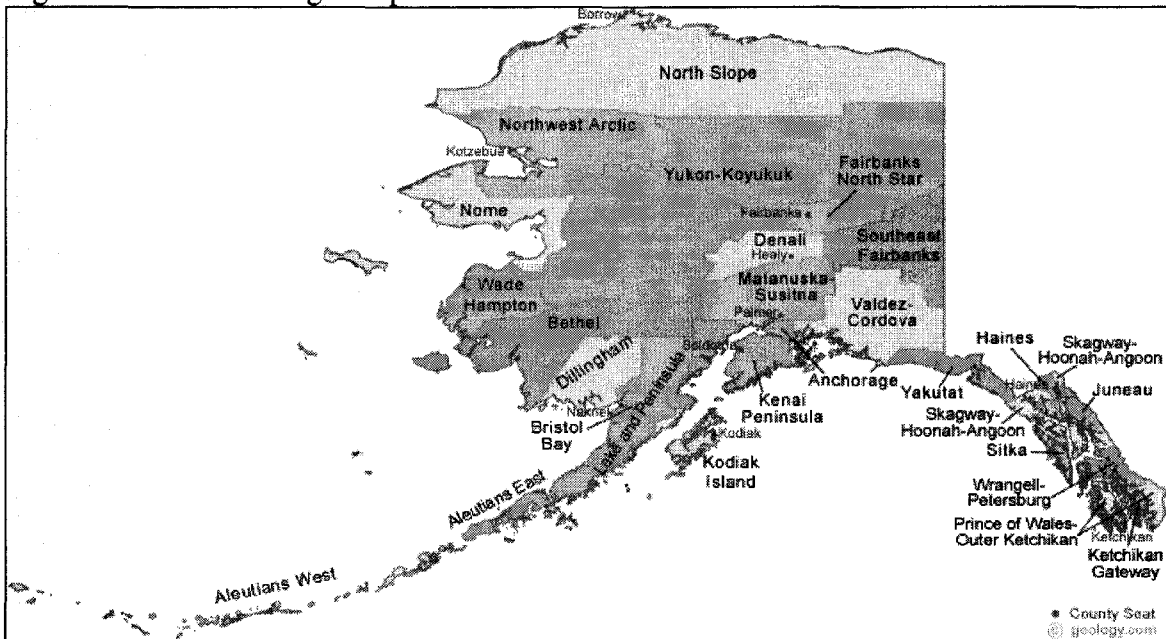 Borrow
North Slope
Northwest Arctic
Kotzebue
Yukon-Koyukuk
Fairbanks
North Star
Nome
Fairbanks
Denali
Healy
Southeast
Fairbanks
Wade
Hampton
Matanuska-
Susitna
Valdez-
Cordova
Bethel
Palmer
Dillingham
Haines
Skagway-
Hoonah-Angoon
Anchorage
Yakutat
Haines
Juneau
Kenai
Peninsula
Naknek
Bristol
Bay
Lake and Peninsula
Skagway-
Hoonah-Angoon
Sitka
Kodiak
Kodiak
Island
Wrangell-
Petersburg
Aleutians East
Prince of Wales-
Outer Ketchikan
Ketchikan
Ketchikan
Gateway
Aleutians West
County Seat
© geology.com